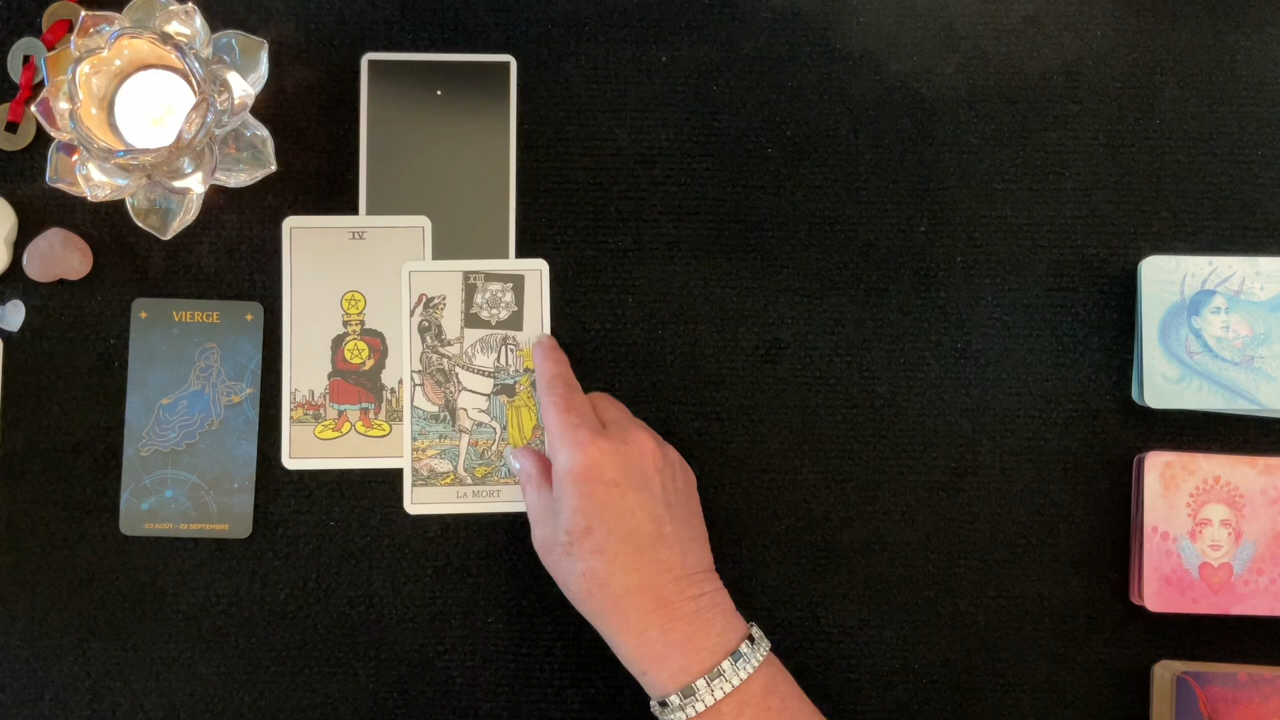 IV
XIII
VIERGE
LA MORT
23 AOÛT - 22 SEPTEMBRE